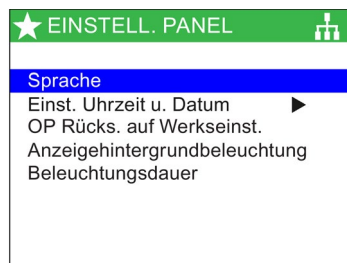 EINSTELL. PANEL
Sprache
Einst. Uhrzeit u. Datum
OP Rücks. auf Werkseinst.
Anzeigehintergrundbeleuchtung
Beleuchtungsdauer